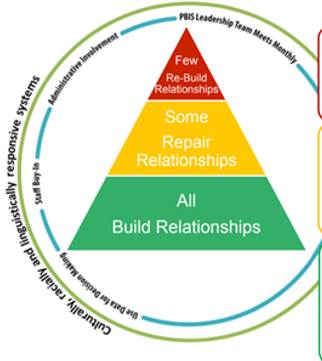 PBIS Leadership Team Meets Monthly
Administrative Involvement
Staff Buy-In
Use Data for Decision Making
Culturally, racially and linguistically responsive systems
Few
Re-Build
Relationships
Some
Repair
Relationships
All
Build Relationships